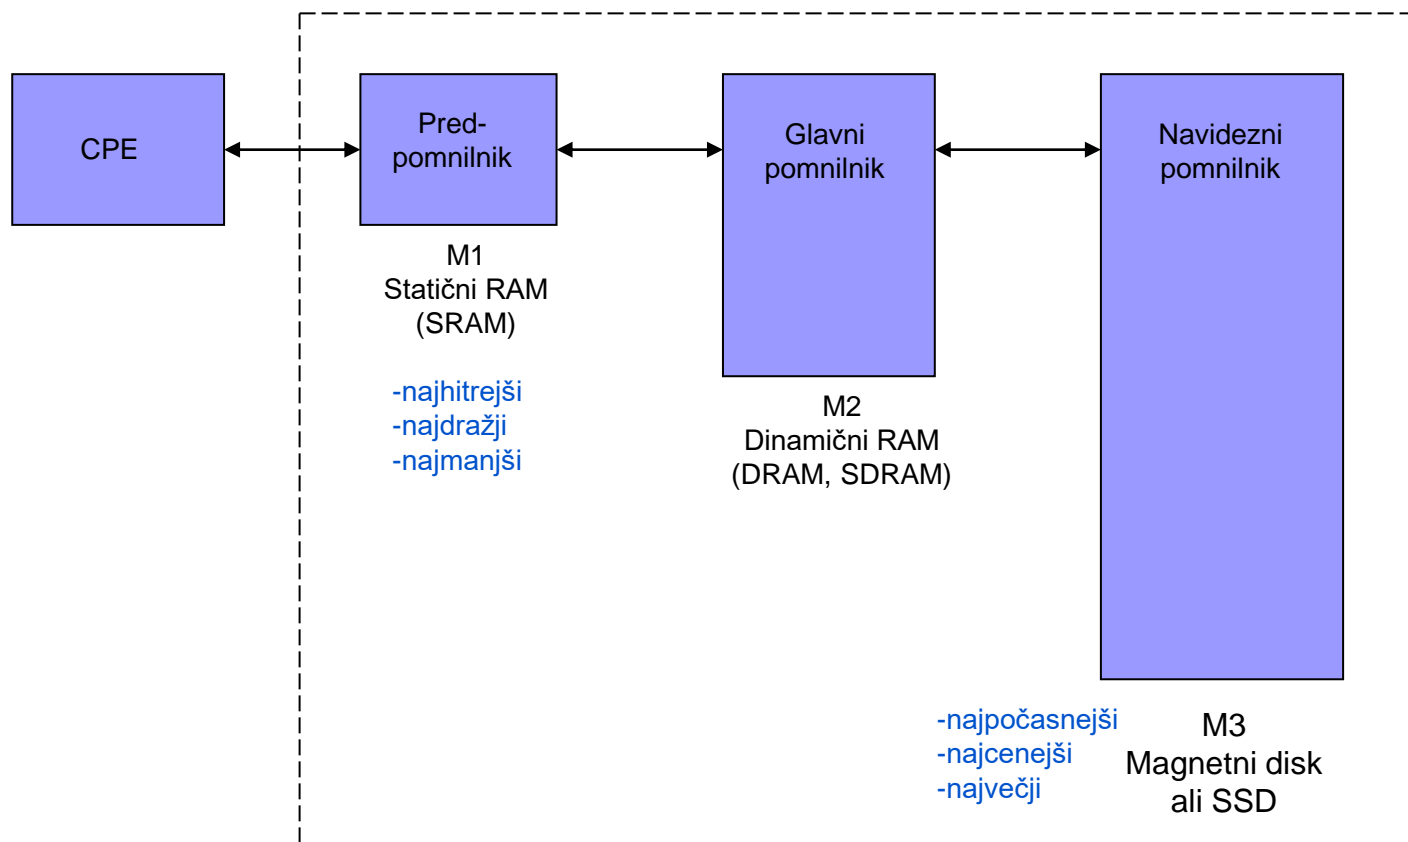 CPE
Pred-
pomnilnik
Glavni
pomnilnik
Navidezni
pomnilnik
M1
Statični RAM
(SRAM)
-najhitrejši
-najdražji
-najmanjši
M2
Dinamični RAM
(DRAM, SDRAM)
-najpočasnejši
-najcenejši
-največji
M3
Magnetni disk
ali SSD